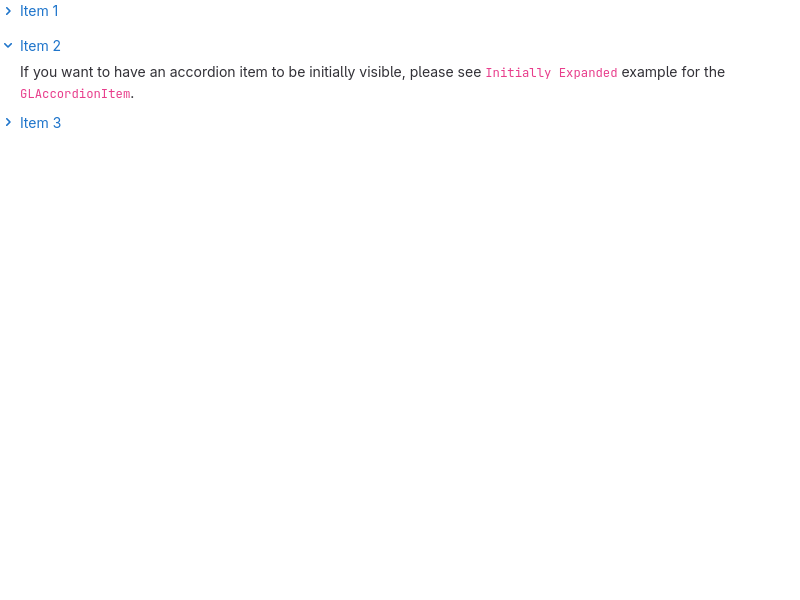 Item 1
Item 2
If you want to have an accordion item to be initially visible, please see Initially Expanded example for the
GLAccordionItem.
Item 3